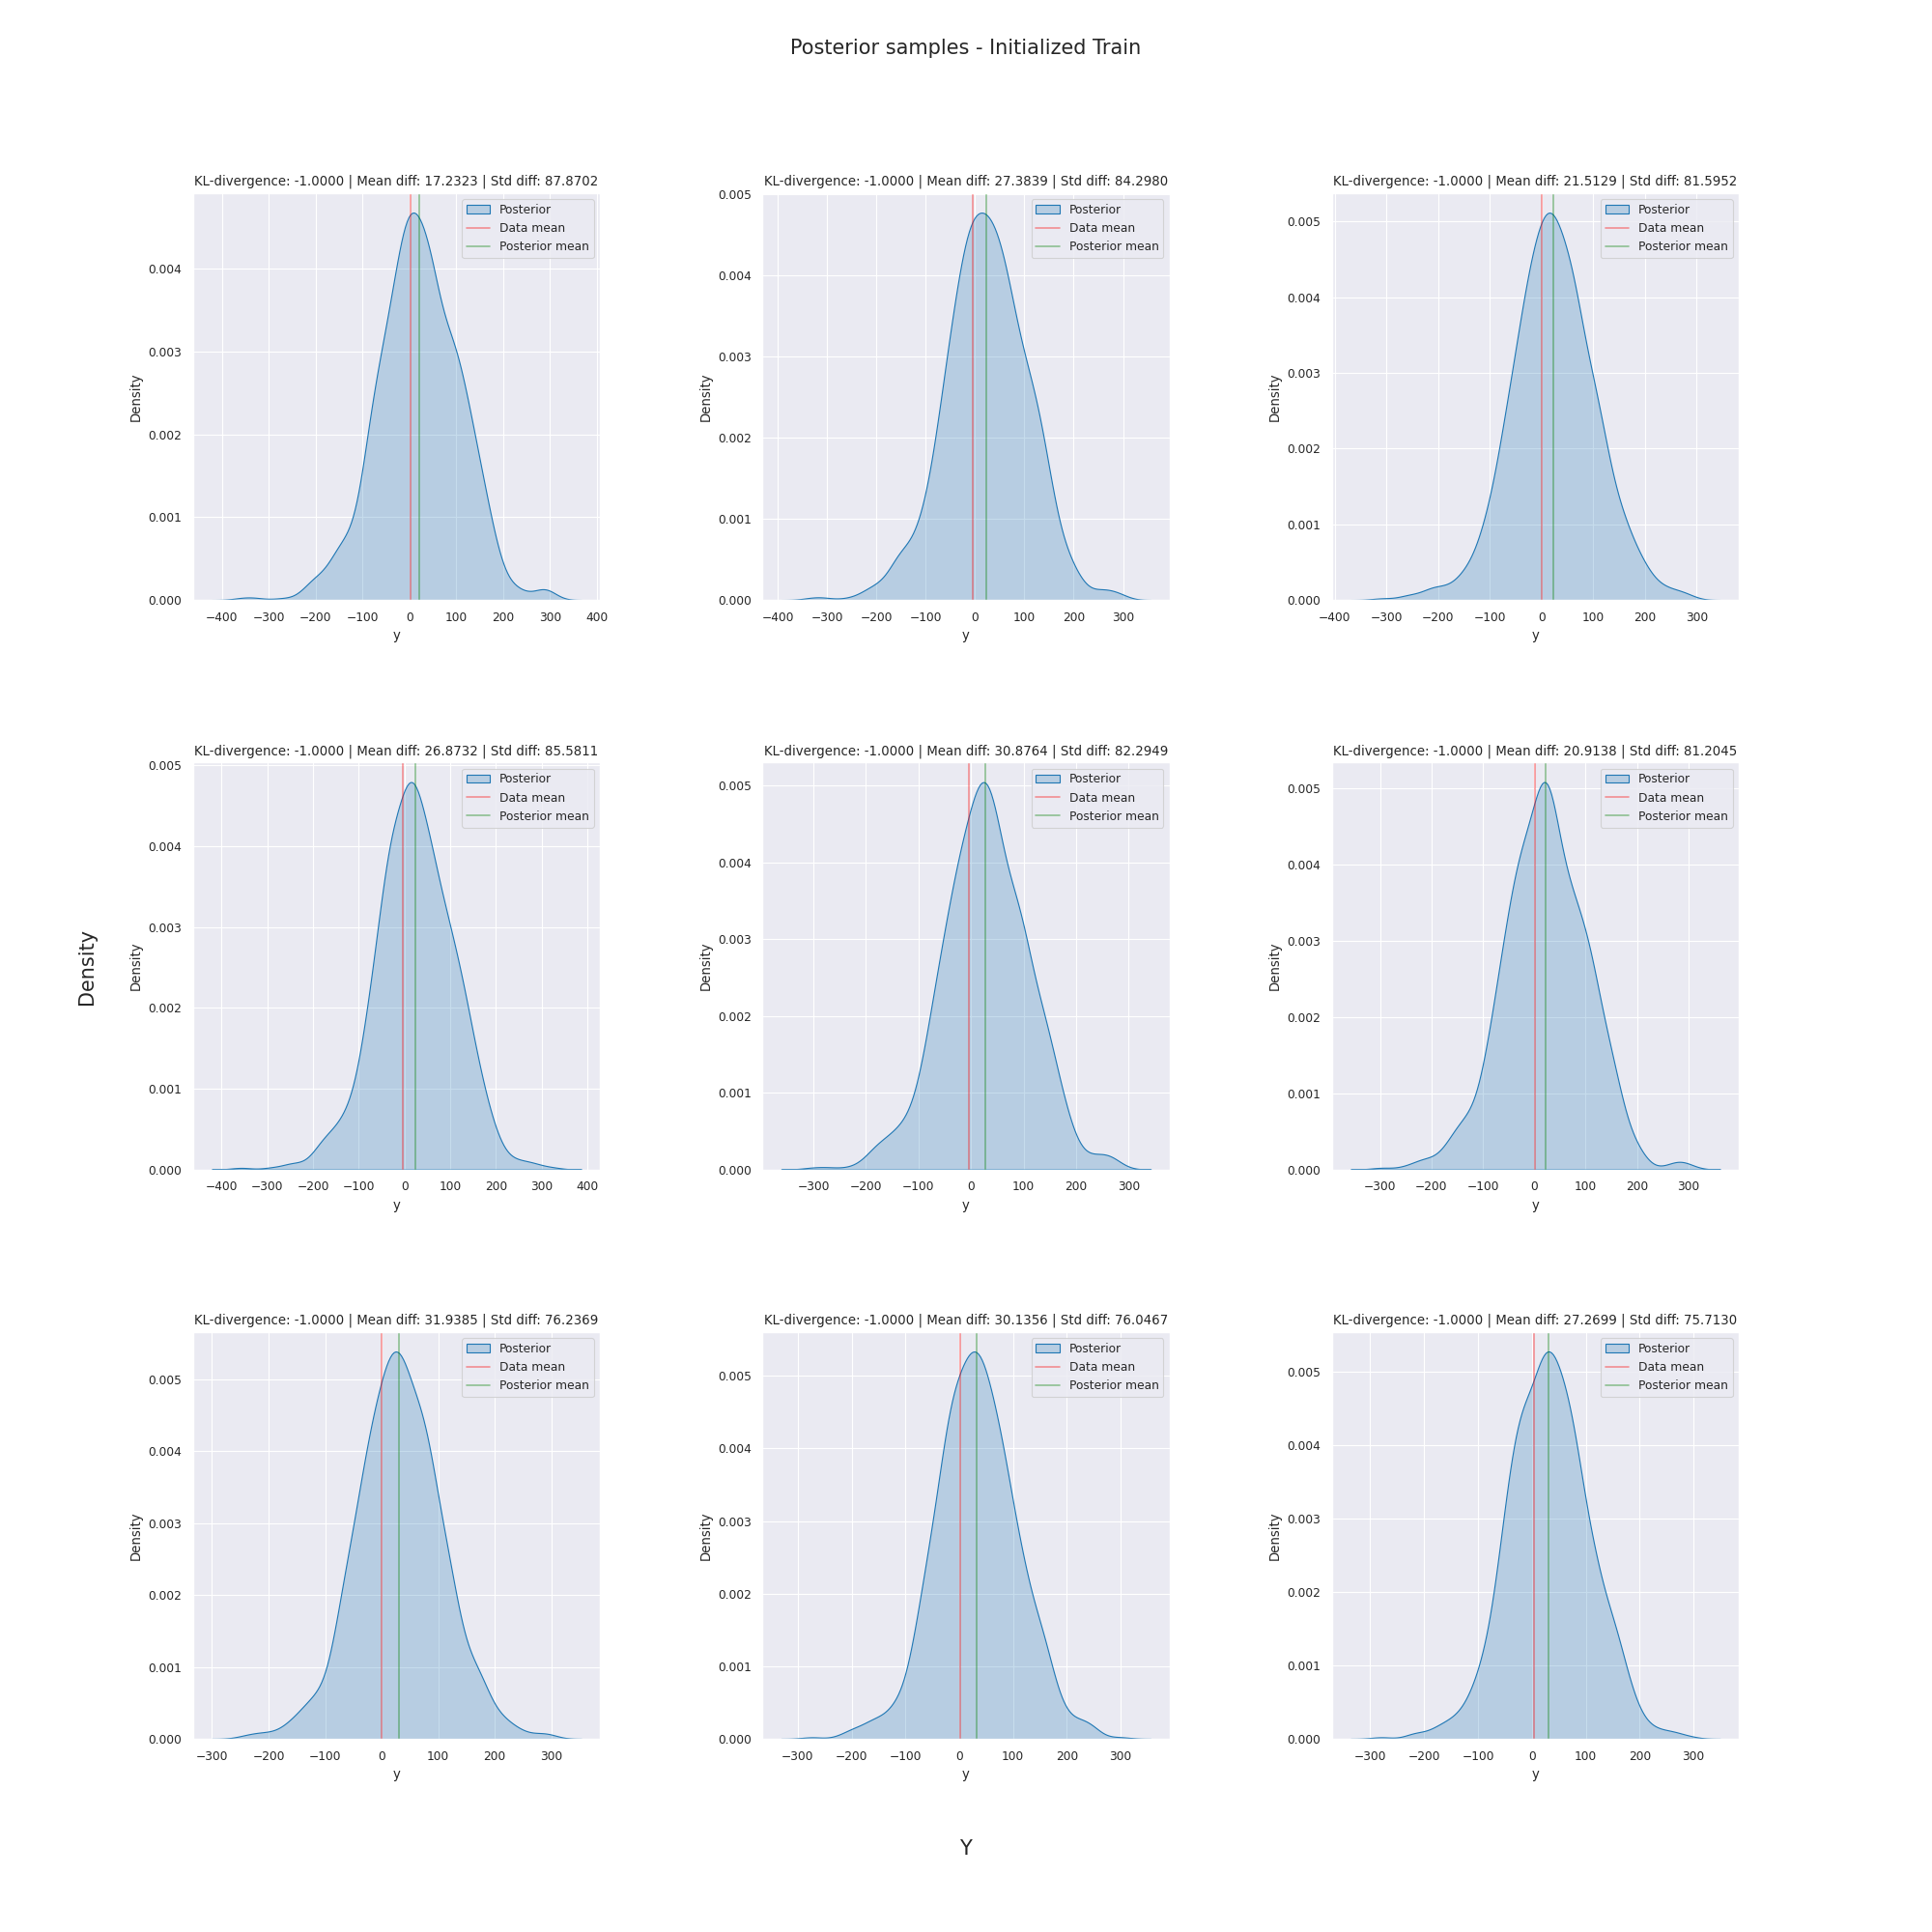 Posterior samples - Initialized Train
KL-divergence: -1.0000 | Mean diff: 17.2323 | Std diff: 87.8702
Posterior
Data mean
Posterior mean
0.004
0.003
0.002
0.001
0.000
Density
−400 −300 −200 −100 0 100 200 300 400
y
KL-divergence: -1.0000 | Mean diff: 27.3839 | Std diff: 84.2980
Posterior
Data mean
Posterior mean
0.005
0.004
0.003
0.002
0.001
0.000
Density
−400 −300 −200 −100 0 100 200 300
y
KL-divergence: -1.0000 | Mean diff: 21.5129 | Std diff: 81.5952
Posterior
Data mean
Posterior mean
0.005
0.004
0.003
0.002
0.001
0.000
Density
−400 −300 −200 −100 0 100 200 300
y
Density
KL-divergence: -1.0000 | Mean diff: 26.8732 | Std diff: 85.5811
Posterior
Data mean
Posterior mean
0.005
0.004
0.003
0.002
0.001
0.000
Density
−400 −300 −200 −100 0 100 200 300 400
y
KL-divergence: -1.0000 | Mean diff: 30.8764 | Std diff: 82.2949
Posterior
Data mean
Posterior mean
0.005
0.004
0.003
0.002
0.001
0.000
Density
−300 −200 −100 0 100 200 300
y
KL-divergence: -1.0000 | Mean diff: 20.9138 | Std diff: 81.2045
Posterior
Data mean
Posterior mean
0.005
0.004
0.003
0.002
0.001
0.000
Density
−300 −200 −100 0 100 200 300
y
KL-divergence: -1.0000 | Mean diff: 31.9385 | Std diff: 76.2369
Posterior
Data mean
Posterior mean
0.005
0.004
0.003
0.002
0.001
0.000
Density
−300 −200 −100 0 100 200 300
y
KL-divergence: -1.0000 | Mean diff: 30.1356 | Std diff: 76.0467
Posterior
Data mean
Posterior mean
0.005
0.004
0.003
0.002
0.001
0.000
Density
−300 −200 −100 0 100 200 300
y
KL-divergence: -1.0000 | Mean diff: 27.2699 | Std diff: 75.7130
Posterior
Data mean
Posterior mean
0.005
0.004
0.003
0.002
0.001
0.000
Density
−300 −200 −100 0 100 200 300
y
Y